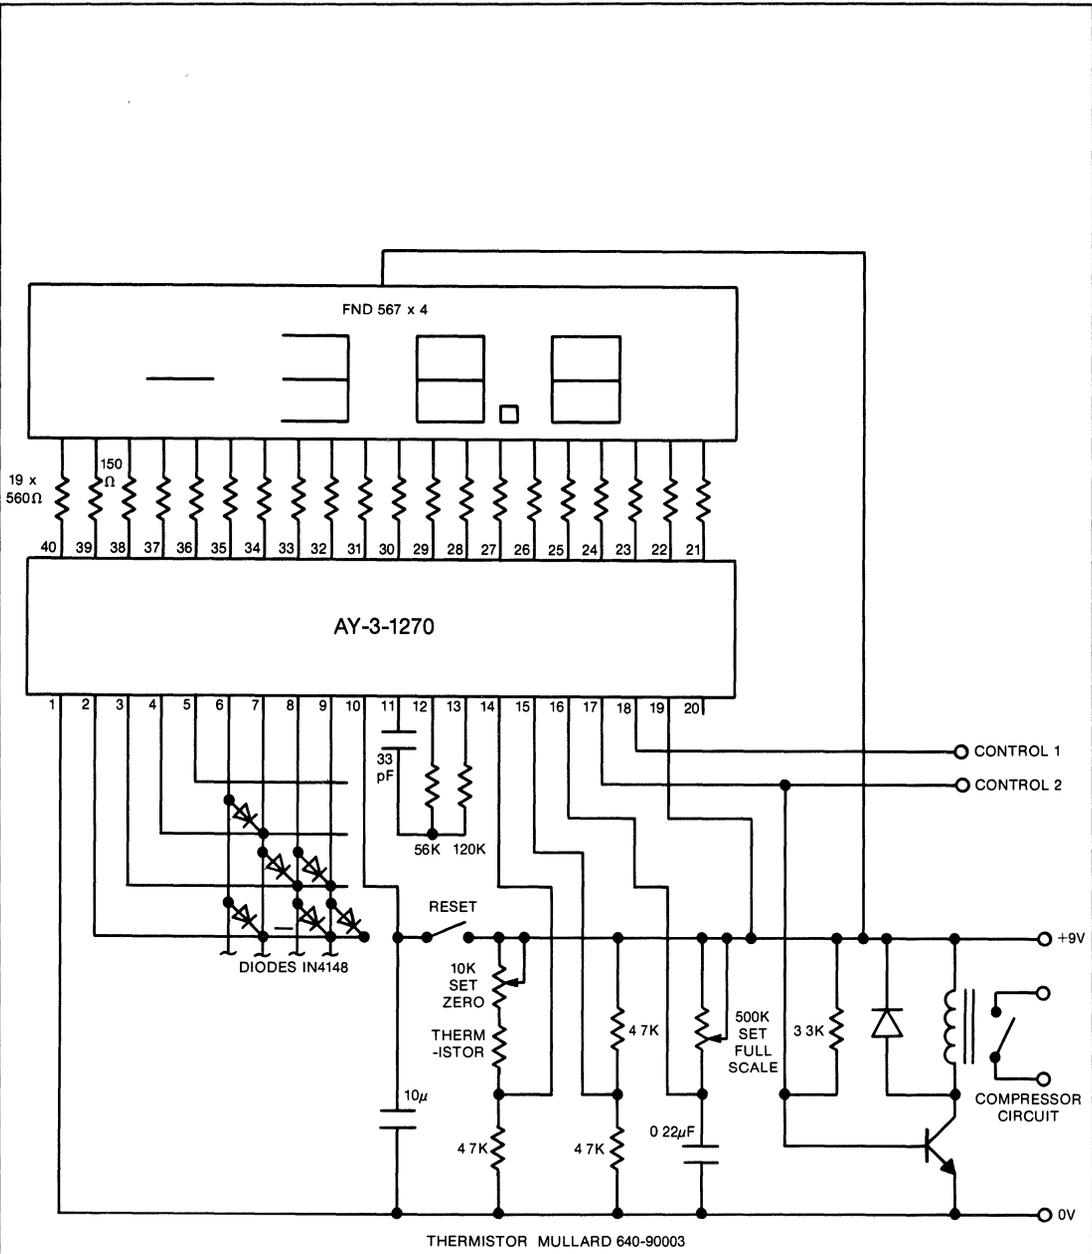 FND 567 x 4
19 x
560Ω
150
Ω
40 39 38 37 36 35 34 33 32 31 30 29 28 27 26 25 24 23 22 21
AY-3-1270
1 2 3 4 5 6 7 8 9 10 11 12 13 14 15 16 17 18 19 20
33
pF
56K 120K
CONTROL 1
CONTROL 2
RESET
DIODES IN4148
+9V
10K
SET
ZERO
THERM
-ISTOR
4 7K
500K
SET
FULL
SCALE
3 3K
COMPRESSOR
CIRCUIT
10μ
4 7K
4 7K
0 22μF
0V
THERMISTOR MULLARD 640-90003